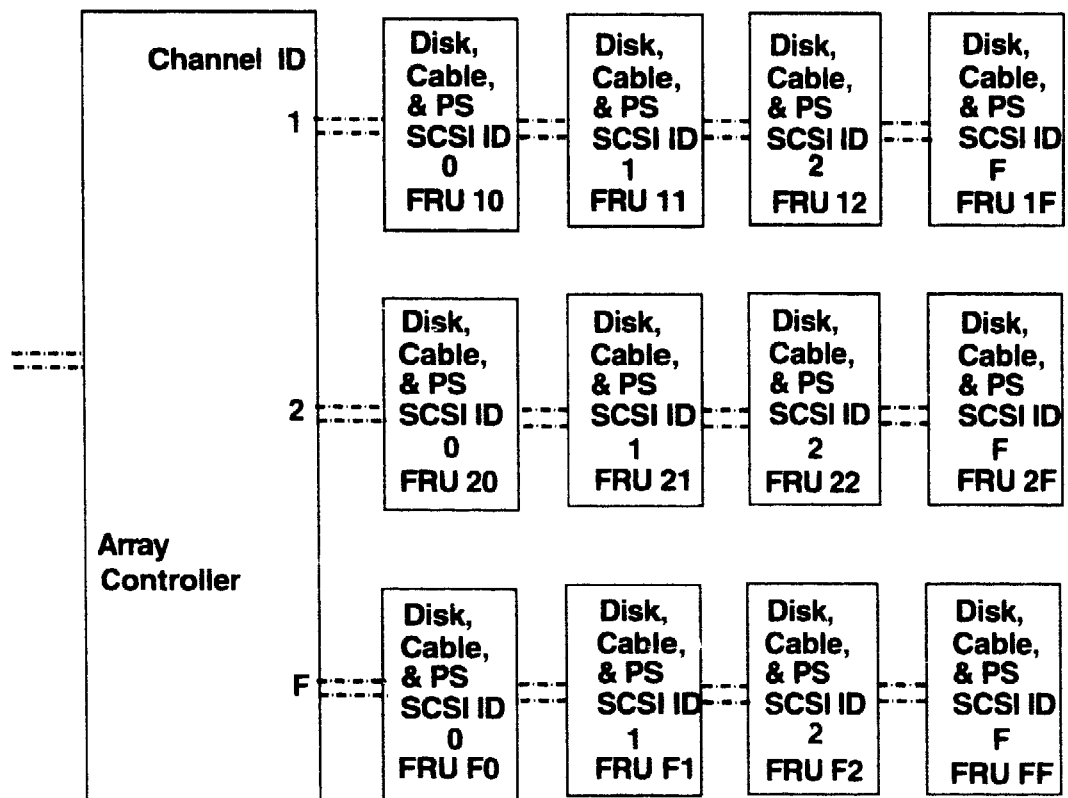 Channel ID
1
Disk,
Cable,
& PS
SCSI ID
0
FRU 10
Disk,
Cable,
& PS
SCSI ID
1
FRU 11
Disk,
Cable,
& PS
SCSI ID
2
FRU 12
Disk,
Cable,
& PS
SCSI ID
F
FRU 1F
2
Disk,
Cable,
& PS
SCSI ID
0
FRU 20
Disk,
Cable,
& PS
SCSI ID
1
FRU 21
Disk,
Cable,
& PS
SCSI ID
2
FRU 22
Disk,
Cable,
& PS
SCSI ID
F
FRU 2F
Array
Controller
F
Disk,
Cable,
& PS
SCSI ID
0
FRU F0
Disk,
Cable,
& PS
SCSI ID
1
FRU F1
Disk,
Cable,
& PS
SCSI ID
2
FRU F2
Disk,
Cable,
& PS
SCSI ID
F
FRU FF